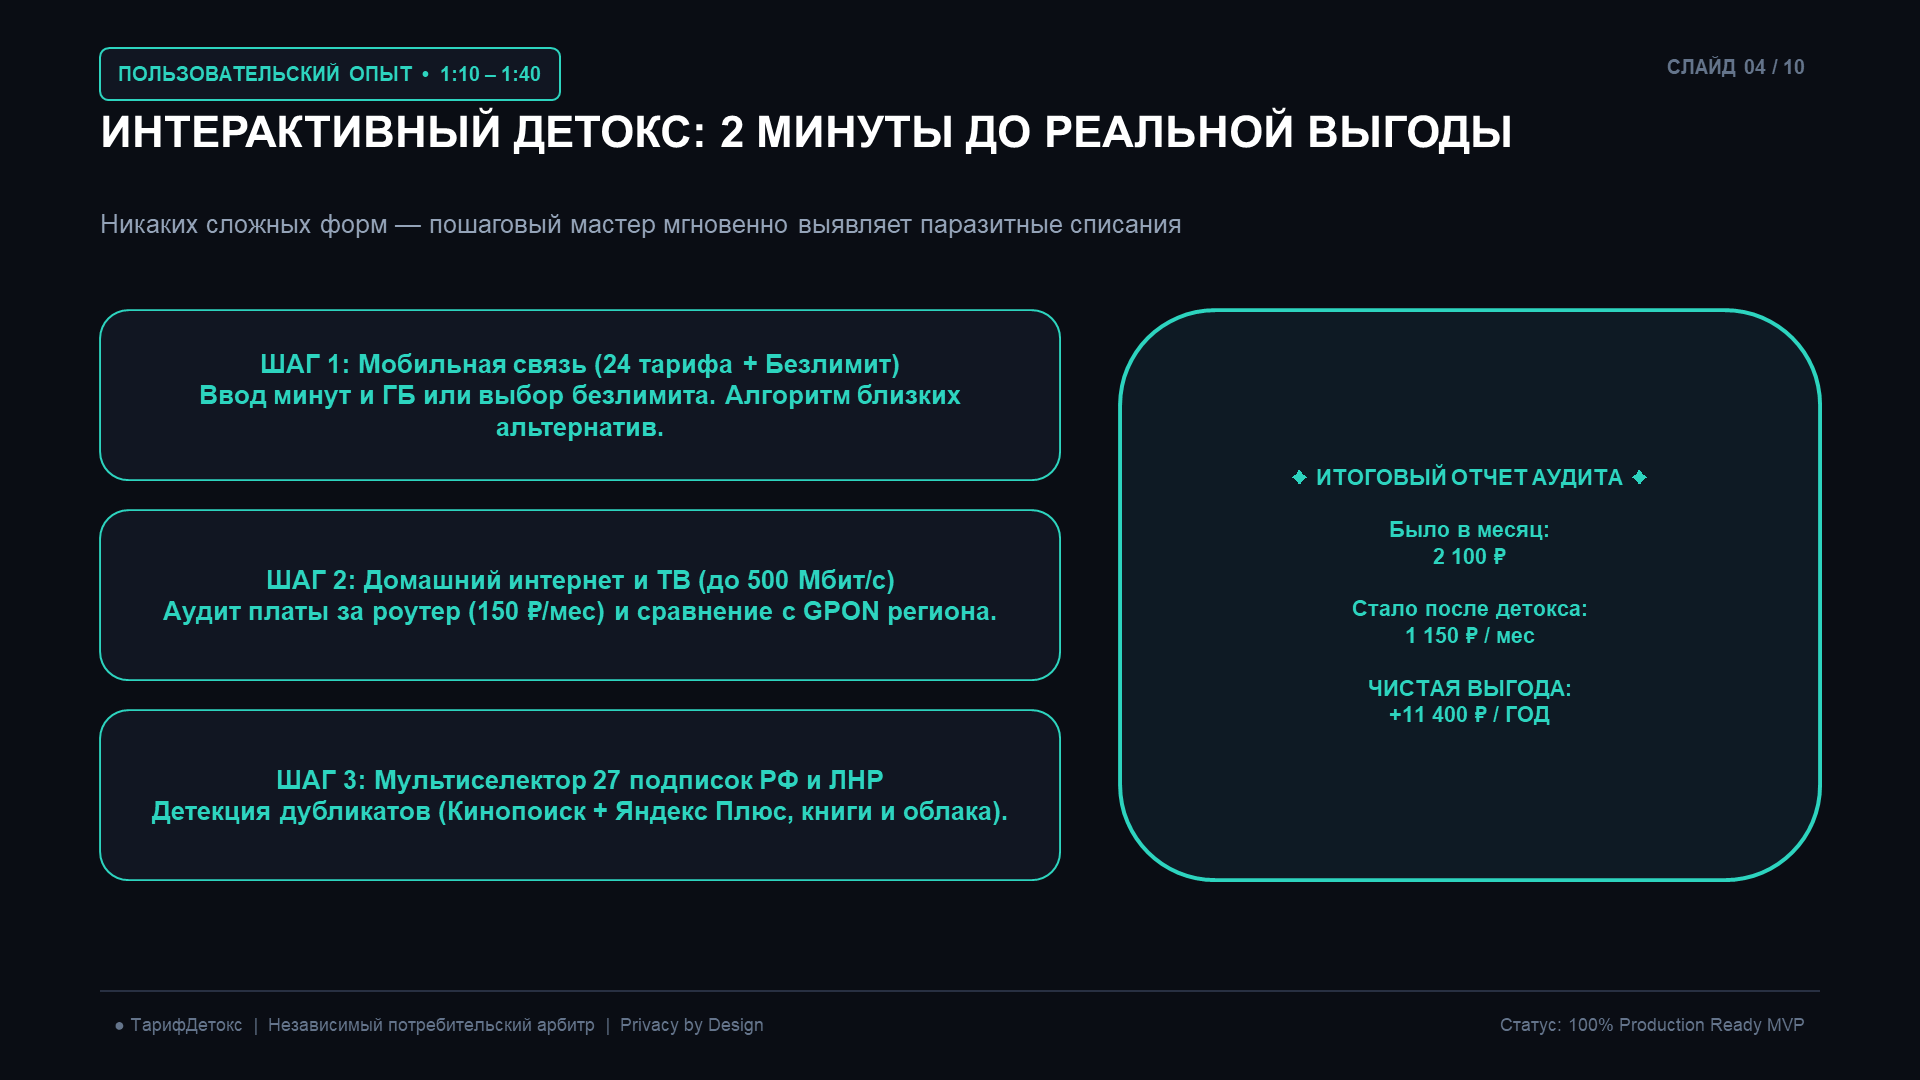 ПОЛЬЗОВАТЕЛЬСКИЙ ОПЫТ • 1:10 – 1:40
СЛАЙД 04 / 10
ИНТЕРАКТИВНЫЙ ДЕТОКС: 2 МИНУТЫ ДО РЕАЛЬНОЙ ВЫГОДЫ
Никаких сложных форм — пошаговый мастер мгновенно выявляет паразитные списания
ШАГ 1: Мобильная связь (24 тарифа + Безлимит)
Ввод минут и ГБ или выбор безлимита. Алгоритм близких
альтернатив.
ШАГ 2: Домашний интернет и ТВ (до 500 Мбит/с)
Аудит платы за роутер (150 ₽/мес) и сравнение с GPON региона.
ШАГ 3: Мультиселектор 27 подписок РФ и ЛНР
Детекция дубликатов (Кинопоиск + Яндекс Плюс, книги и облака).
◆ ИТОГОВЫЙ ОТЧЕТ АУДИТА ◆
Было в месяц:
2 100 ₽
Стало после детокса:
1 150 ₽ / мес
ЧИСТАЯ ВЫГОДА:
+11 400 ₽ / ГОД
● ТарифДетокс | Независимый потребительский арбитр | Privacy by Design
Статус: 100% Production Ready MVP